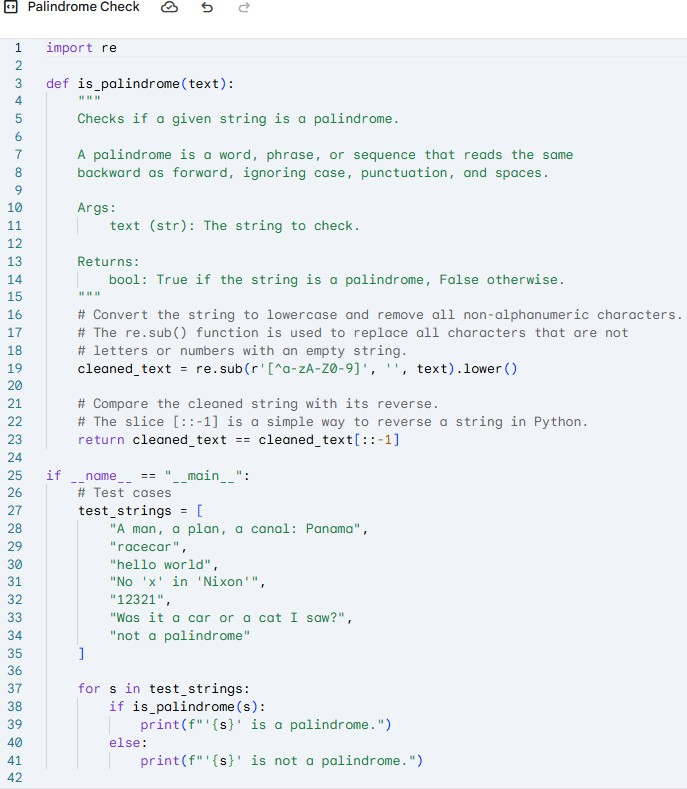 Palindrome Check
1 import re
2
3 def is_palindrome(text):
4     """
5     Checks if a given string is a palindrome.
6
7     A palindrome is a word, phrase, or sequence that reads the same
8     backward as forward, ignoring case, punctuation, and spaces.
9
10     Args:
11         text (str): The string to check.
12
13     Returns:
14         bool: True if the string is a palindrome, False otherwise.
15     """
16     # Convert the string to lowercase and remove all non-alphanumeric characters.
17     # The re.sub() function is used to replace all characters that are not
18     # letters or numbers with an empty string.
19     cleaned_text = re.sub(r'[^a-zA-Z0-9]', '', text).lower()
20
21     # Compare the cleaned string with its reverse.
22     # The slice [::-1] is a simple way to reverse a string in Python.
23     return cleaned_text == cleaned_text[::-1]
24
25 if __name__ == "__main__":
26     # Test cases
27     test_strings = [
28         "A man, a plan, a canal: Panama",
29         "racecar",
30         "hello world",
31         "No 'x' in 'Nixon'",
32         "12321",
33         "Was it a car or a cat I saw?",
34         "not a palindrome"
35     ]
36
37     for s in test_strings:
38         if is_palindrome(s):
39             print(f"'{s}' is a palindrome.")
40         else:
41             print(f"'{s}' is not a palindrome.")
42